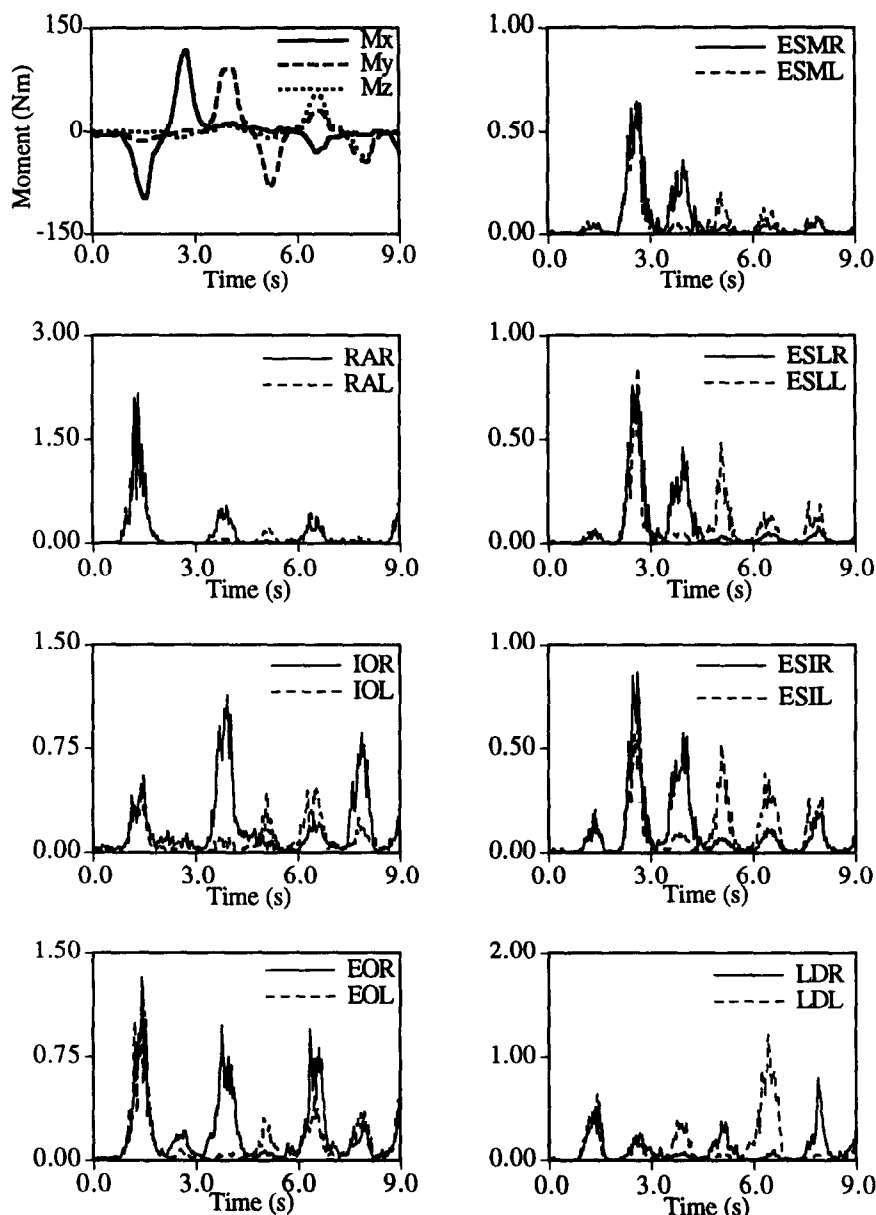 150
0
-150
Moment (Nm)
Mx
My
Mz
0.0 3.0 6.0 9.0
Time (s)
1.00
0.50
0.00
ESMR
ESML
0.0 3.0 6.0 9.0
Time (s)
3.00
1.50
0.00
RAR
RAL
0.0 3.0 6.0 9.0
Time (s)
1.00
0.50
0.00
ESLR
ESLL
0.0 3.0 6.0 9.0
Time (s)
1.50
0.75
0.00
IOR
IOL
0.0 3.0 6.0 9.0
Time (s)
1.00
0.50
0.00
ESIR
ESIL
0.0 3.0 6.0 9.0
Time (s)
1.50
0.75
0.00
EOR
EOL
0.0 3.0 6.0 9.0
Time (s)
2.00
1.00
0.00
LDR
LDL
0.0 3.0 6.0 9.0
Time (s)